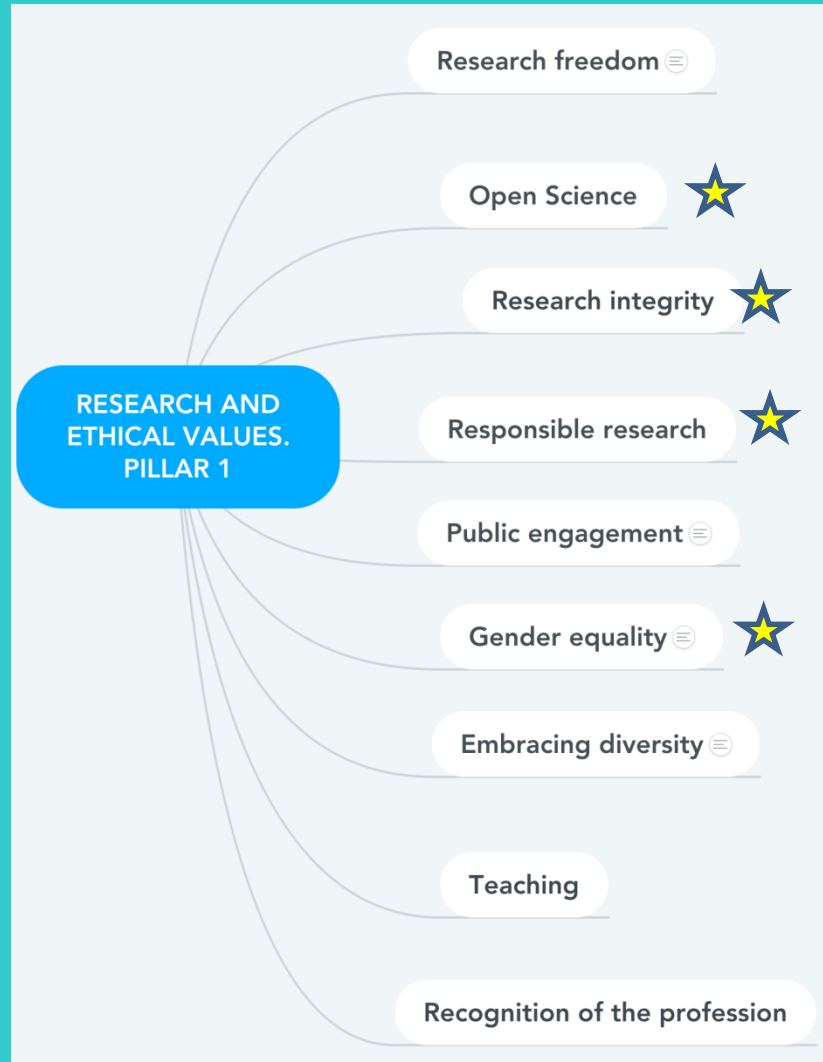 Research freedom
Open Science
Research integrity
RESEARCH AND
ETHICAL VALUES.
PILLAR 1
Responsible research
Public engagement
Gender equality
Embracing diversity
Teaching
Recognition of the profession